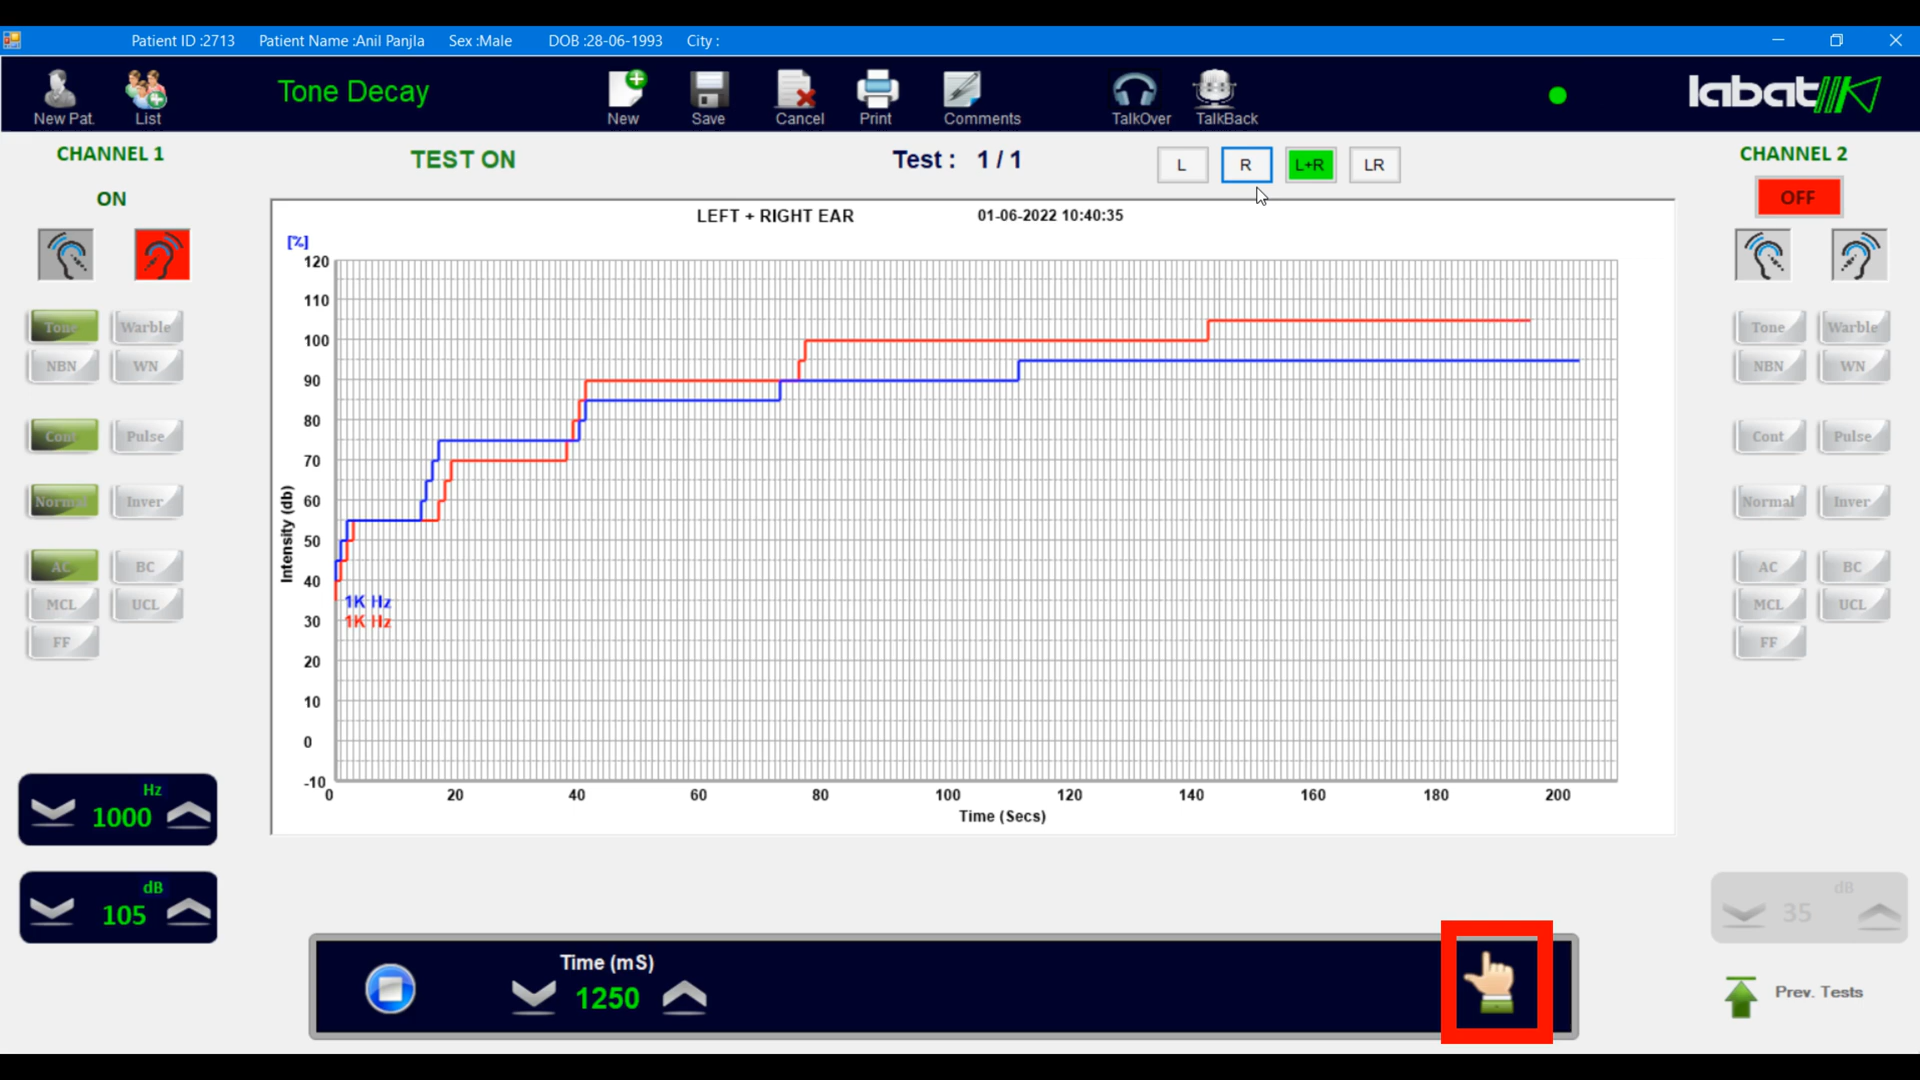 Patient ID :2713 Patient Name :Anil Panjla Sex :Male DOB :28-06-1993 City :
New Pat. List Tone Decay New Save Cancel Print Comments TalkOver TalkBack labat
CHANNEL 1 TEST ON Test : 1 / 1 L R L+R LR CHANNEL 2
ON OFF
LEFT + RIGHT EAR 01-06-2022 10:40:35
[%]
120
110
100
90
80
70
60
50
40
30
20
10
0
-10
Intensity (db)
1K Hz
1K Hz
0 20 40 60 80 100 120 140 160 180 200
Time (Secs)
Tone Warble
NBN WN
Cont Pulse
Normal Inver
AC BC
MCL UCL
FF
Hz
1000
dB
105
Time (mS)
1250
Tone Warble
NBN WN
Cont Pulse
Normal Inver
AC BC
MCL UCL
FF
dB
35
Prev. Tests